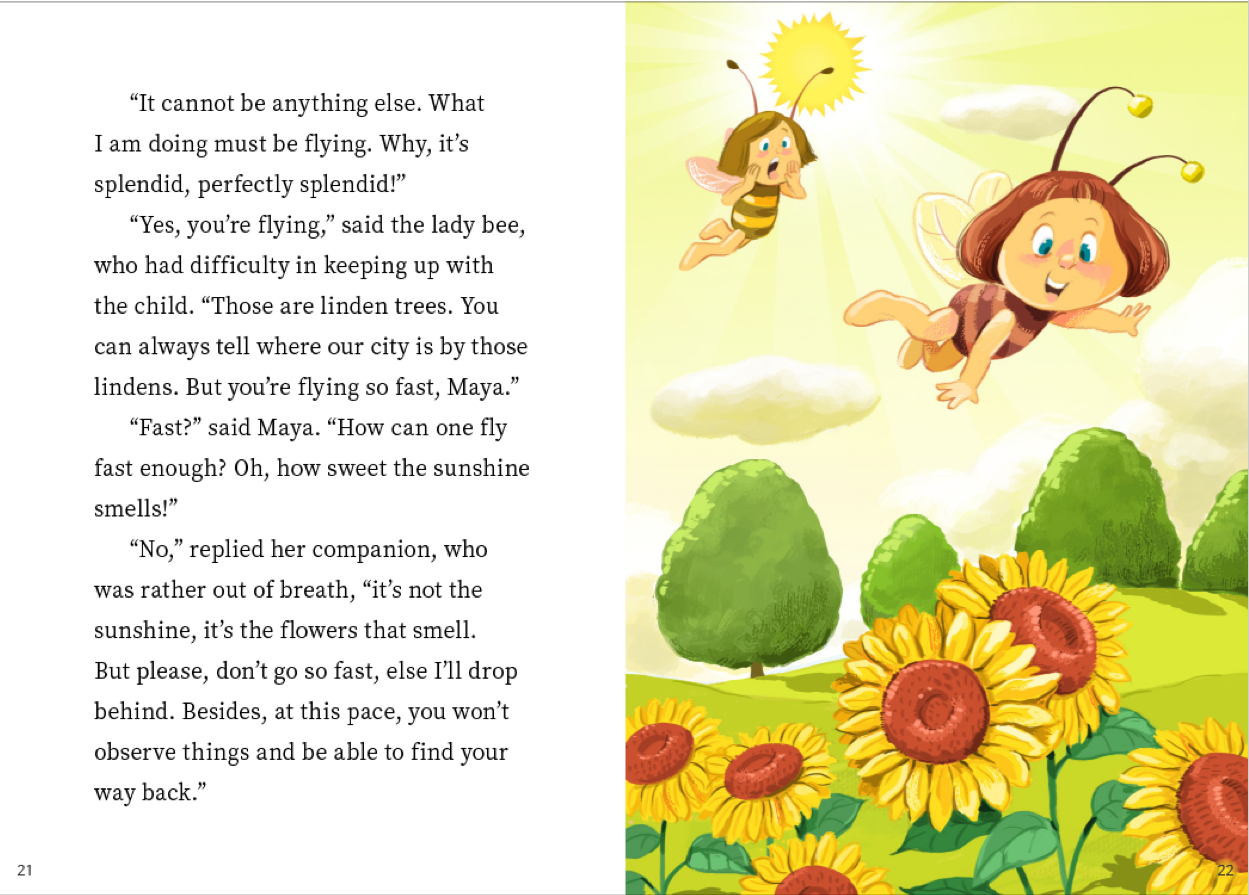 “It cannot be anything else. What
I am doing must be flying. Why, it’s
splendid, perfectly splendid!”
“Yes, you’re flying,” said the lady bee,
who had difficulty in keeping up with
the child. “Those are linden trees. You
can always tell where our city is by those
lindens. But you’re flying so fast, Maya.”
“Fast?” said Maya. “How can one fly
fast enough? Oh, how sweet the sunshine
smells!”
“No,” replied her companion, who
was rather out of breath, “it’s not the
sunshine, it’s the flowers that smell.
But please, don’t go so fast, else I’ll drop
behind. Besides, at this pace, you won’t
observe things and be able to find your
way back.”
21
22